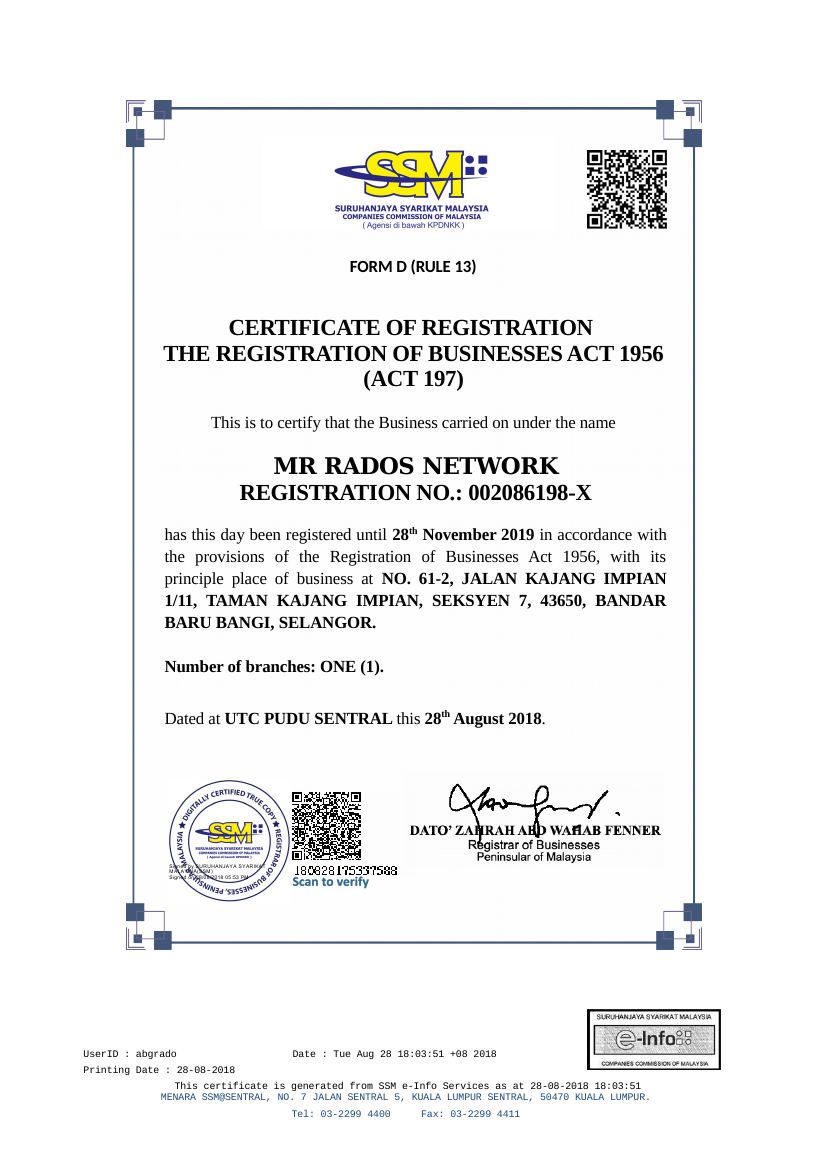 SSM
SURUHANJAYA SYARIKAT MALAYSIA
COMPANIES COMMISSION OF MALAYSIA
( Agensi di bawah KPDNKK )
FORM D (RULE 13)
CERTIFICATE OF REGISTRATION
THE REGISTRATION OF BUSINESSES ACT 1956
(ACT 197)
This is to certify that the Business carried on under the name
MR RADOS NETWORK
REGISTRATION NO.: 002086198-X
has this day been registered until 28th November 2019 in accordance with
the provisions of the Registration of Businesses Act 1956, with its
principle place of business at NO. 61-2, JALAN KAJANG IMPIAN
1/11, TAMAN KAJANG IMPIAN, SEKSYEN 7, 43650, BANDAR
BARU BANGI, SELANGOR.
Number of branches: ONE (1).
Dated at UTC PUDU SENTRAL this 28th August 2018.
DIGITALLY CERTIFIED TRUE COPY ★ REGISTRAR OF BUSINESSES, PENINSULAR MALAYSIA ★
SSM
SURUHANJAYA SYARIKAT MALAYSIA
COMPANIES COMMISSION OF MALAYSIA
( Agensi di bawah KPDNKK )
Signed by SURUHANJAYA SYARIKAT
MALAYSIA(SSM)
05:53 PM
180828175337588
Scan to verify
DATO' ZAHRAH ABD WAHAB FENNER
Registrar of Businesses
Peninsular of Malaysia
SURUHANJAYA SYARIKAT MALAYSIA
e-Info
COMPANIES COMMISSION OF MALAYSIA
UserID : abgrado Date : Tue Aug 28 18:03:51 +08 2018
Printing Date : 28-08-2018
This certificate is generated from SSM e-Info Services as at 28-08-2018 18:03:51
MENARA SSM@SENTRAL, NO. 7 JALAN SENTRAL 5, KUALA LUMPUR SENTRAL, 50470 KUALA LUMPUR.
Tel: 03-2299 4400 Fax: 03-2299 4411